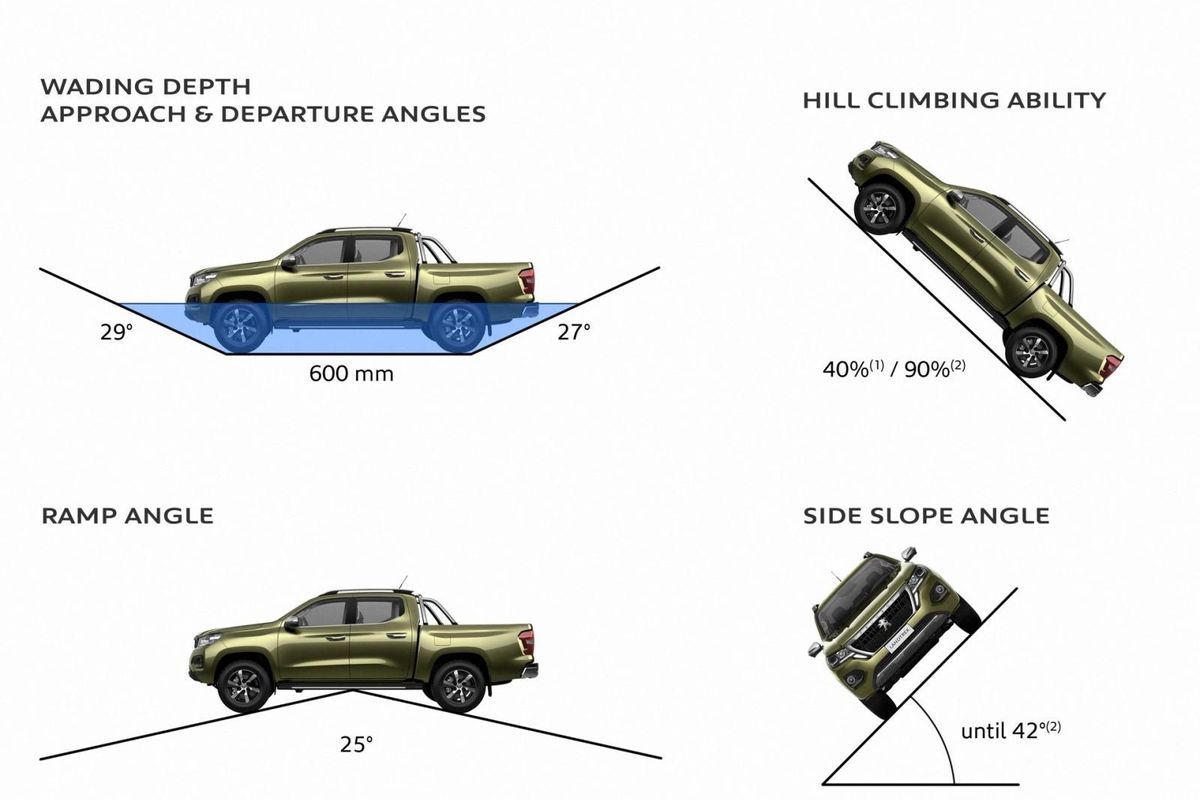 WADING DEPTH
APPROACH & DEPARTURE ANGLES
29°
27°
600 mm
HILL CLIMBING ABILITY
40%(1) / 90%(2)
RAMP ANGLE
25°
SIDE SLOPE ANGLE
LANDTREK
until 42°(2)